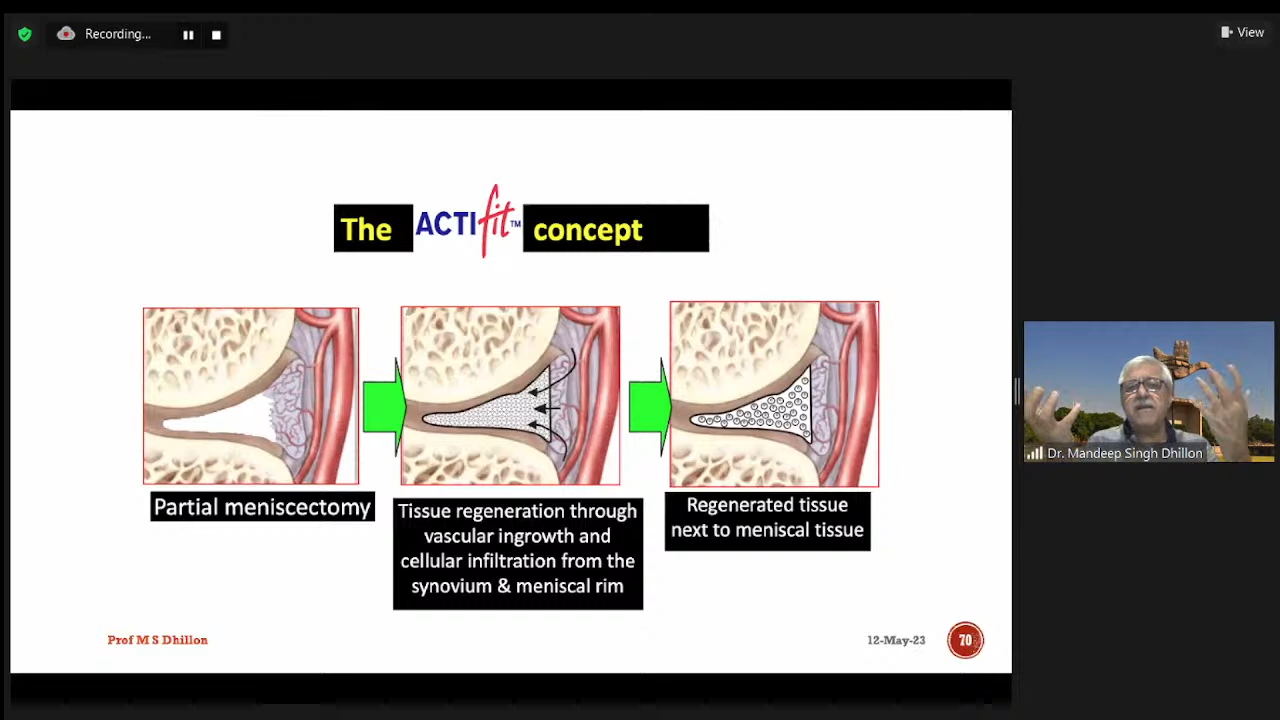 Recording...
View
The ACTIfit™ concept
Partial meniscectomy
Tissue regeneration through
vascular ingrowth and
cellular infiltration from the
synovium & meniscal rim
Regenerated tissue
next to meniscal tissue
Dr. Mandeep Singh Dhillon
Prof M S Dhillon
12-May-23
70